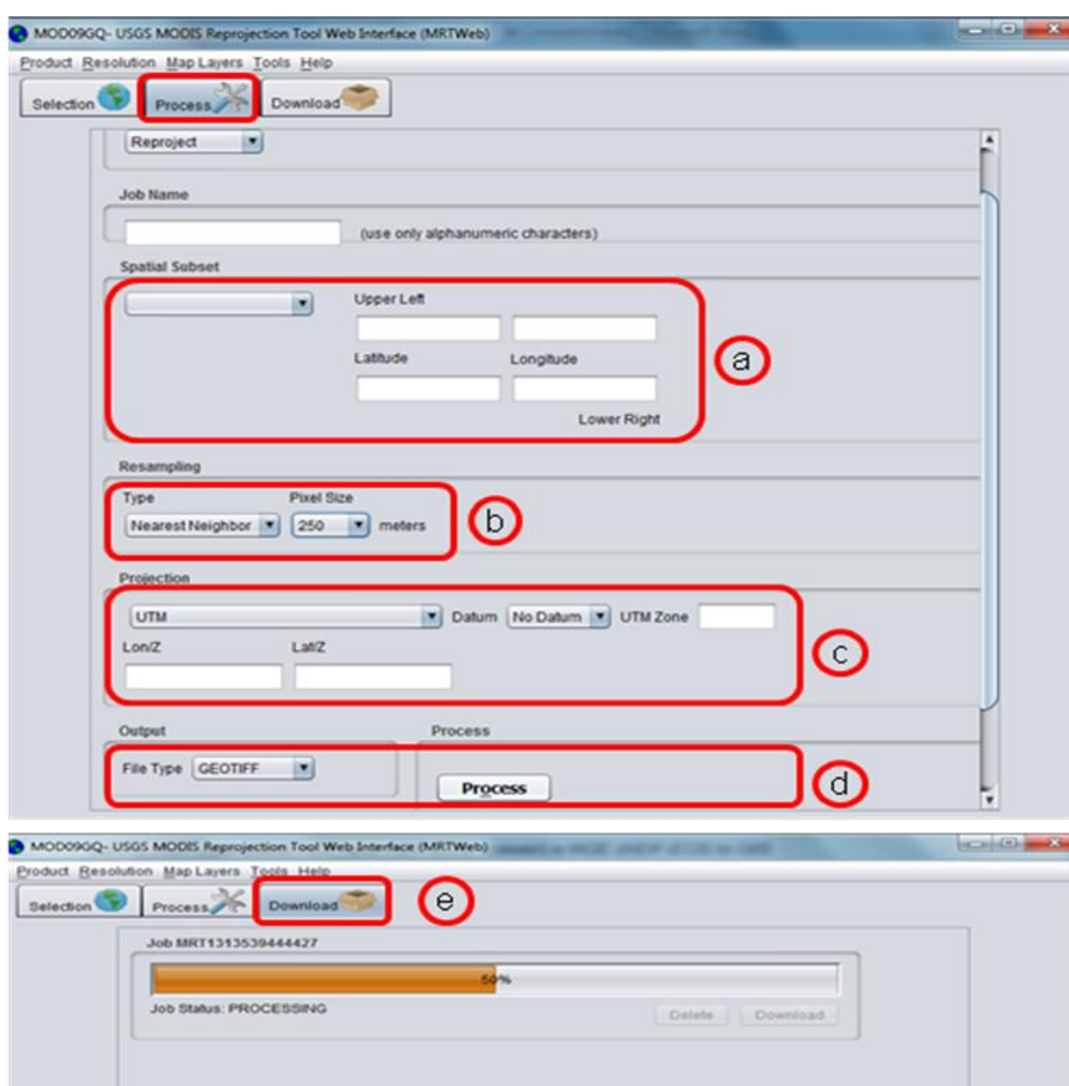 MOD09GQ- USGS MODIS Reprojection Tool Web Interface (MRTWeb)
Product Resolution Map Layers Tools Help
Selection Process Download
Reproject
Job Name
(use only alphanumeric characters)
Spatial Subset
Upper Left
Latitude Longitude
a
Lower Right
Resampling
Type Pixel Size
Nearest Neighbor 250 meters
b
Projection
UTM Datum No Datum UTM Zone
Lon/Z Lat/Z
c
Output Process
File Type GEOTIFF
Process
d
MOD09GQ- USGS MODIS Reprojection Tool Web Interface (MRTWeb)
Product Resolution Map Layers Tools Help
Selection Process Download e
Job MRT1313539444427
50%
Job Status: PROCESSING
Delete Download